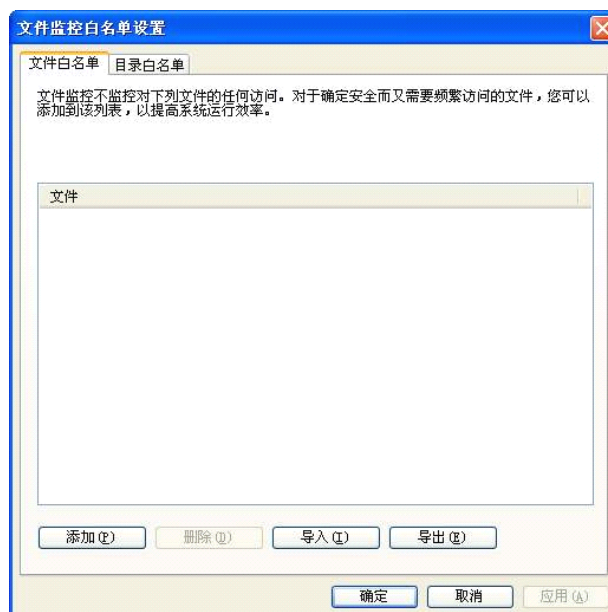 文件监控白名单设置
文件白名单 目录白名单
文件监控不监控对下列文件的任何访问。对于确定安全而又需要频繁访问的文件，您可以
添加到该列表，以提高系统运行效率。
文件
添加(P) 删除(D) 导入(I) 导出(E)
确定 取消 应用(A)